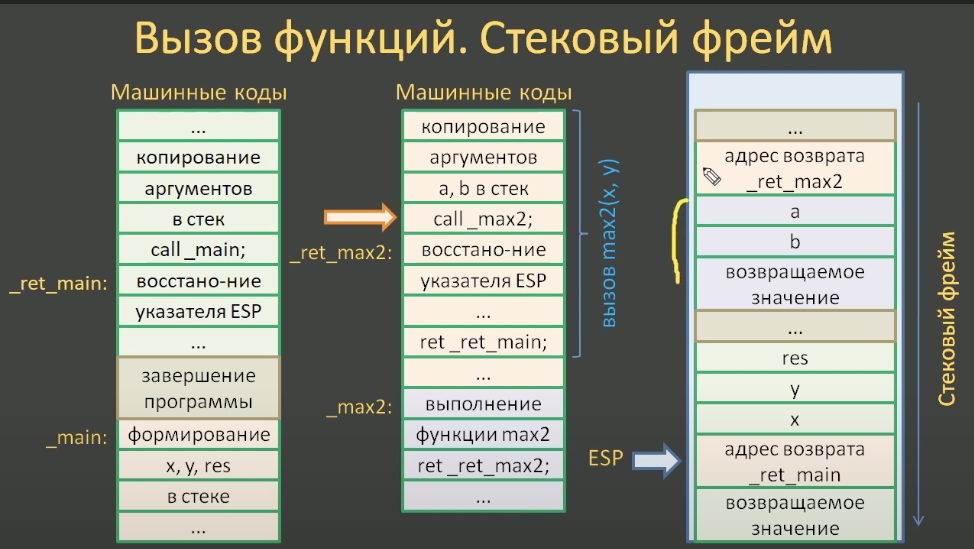 Вызов функций. Стековый фрейм
Машинные коды
...
копирование
аргументов
в стек
call _main;
_ret_main:
восстано-ние
указателя ESP
...
завершение
программы
_main:
формирование
x, y, res
в стеке
...
Машинные коды
копирование
аргументов
a, b в стек
call _max2;
_ret_max2:
восстано-ние
указателя ESP
...
ret _ret_main;
...
_max2:
выполнение
функции max2
ret _ret_max2;
...
вызов max2(x, y)
...
адрес возврата
_ret_max2
a
b
возвращаемое
значение
...
res
y
x
ESP
адрес возврата
_ret_main
возвращаемое
значение
Стековый фрейм